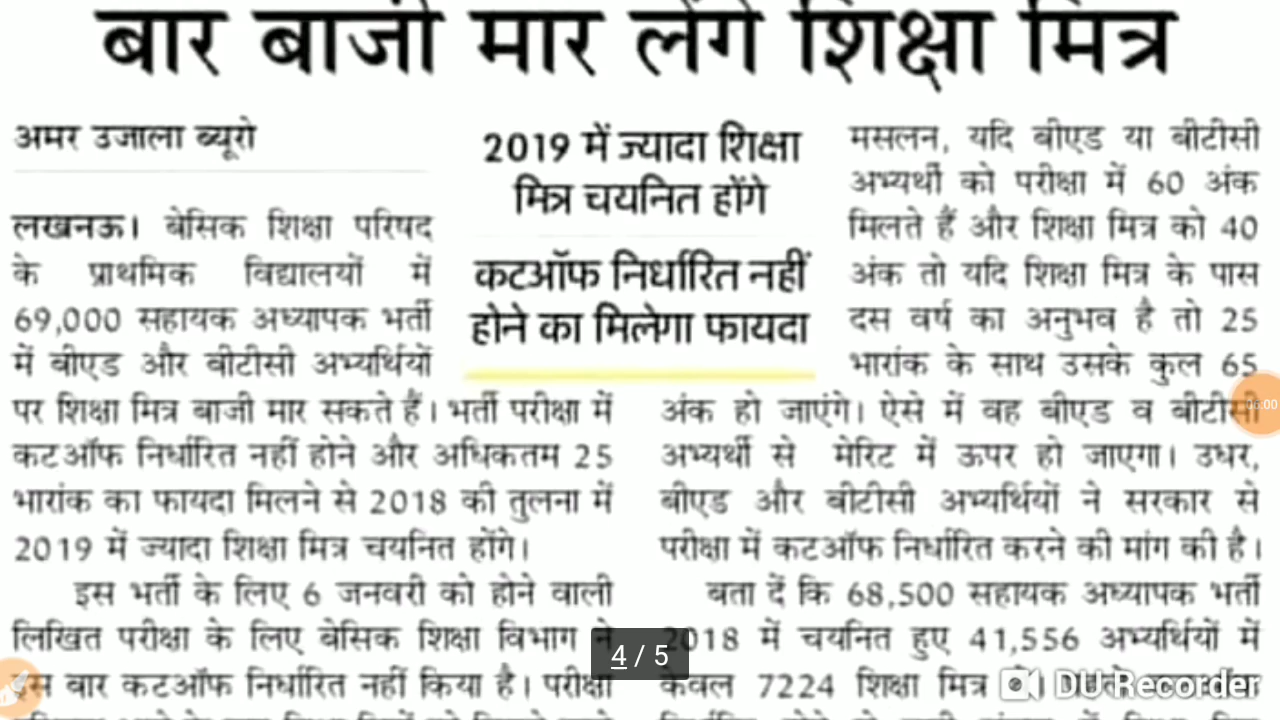 बार बाजी मार लेंगे शिक्षा मित्र
अमर उजाला ब्यूरो
लखनऊ। बेसिक शिक्षा परिषद
के प्राथमिक विद्यालयों में
69,000 सहायक अध्यापक भर्ती
में बीएड और बीटीसी अभ्यर्थियों
पर शिक्षा मित्र बाजी मार सकते हैं। भर्ती परीक्षा में
कटऑफ निर्धारित नहीं होने और अधिकतम 25
भारांक का फायदा मिलने से 2018 की तुलना में
2019 में ज्यादा शिक्षा मित्र चयनित होंगे।
इस भर्ती के लिए 6 जनवरी को होने वाली
लिखित परीक्षा के लिए बेसिक शिक्षा विभाग ने
इस बार कटऑफ निर्धारित नहीं किया है। परीक्षा
2019 में ज्यादा शिक्षा
मित्र चयनित होंगे
कटऑफ निर्धारित नहीं
होने का मिलेगा फायदा
मसलन, यदि बीएड या बीटीसी
अभ्यर्थी को परीक्षा में 60 अंक
मिलते हैं और शिक्षा मित्र को 40
अंक तो यदि शिक्षा मित्र के पास
दस वर्ष का अनुभव है तो 25
भारांक के साथ उसके कुल 65
अंक हो जाएंगे। ऐसे में वह बीएड व बीटीसी
अभ्यर्थी से मेरिट में ऊपर हो जाएगा। उधर,
बीएड और बीटीसी अभ्यर्थियों ने सरकार से
परीक्षा में कटऑफ निर्धारित करने की मांग की है।
बता दें कि 68,500 सहायक अध्यापक भर्ती
2018 में चयनित हुए 41,556 अभ्यर्थियों में
केवल 7224 शिक्षा मित्र
06:00
4 / 5
DU Recorder